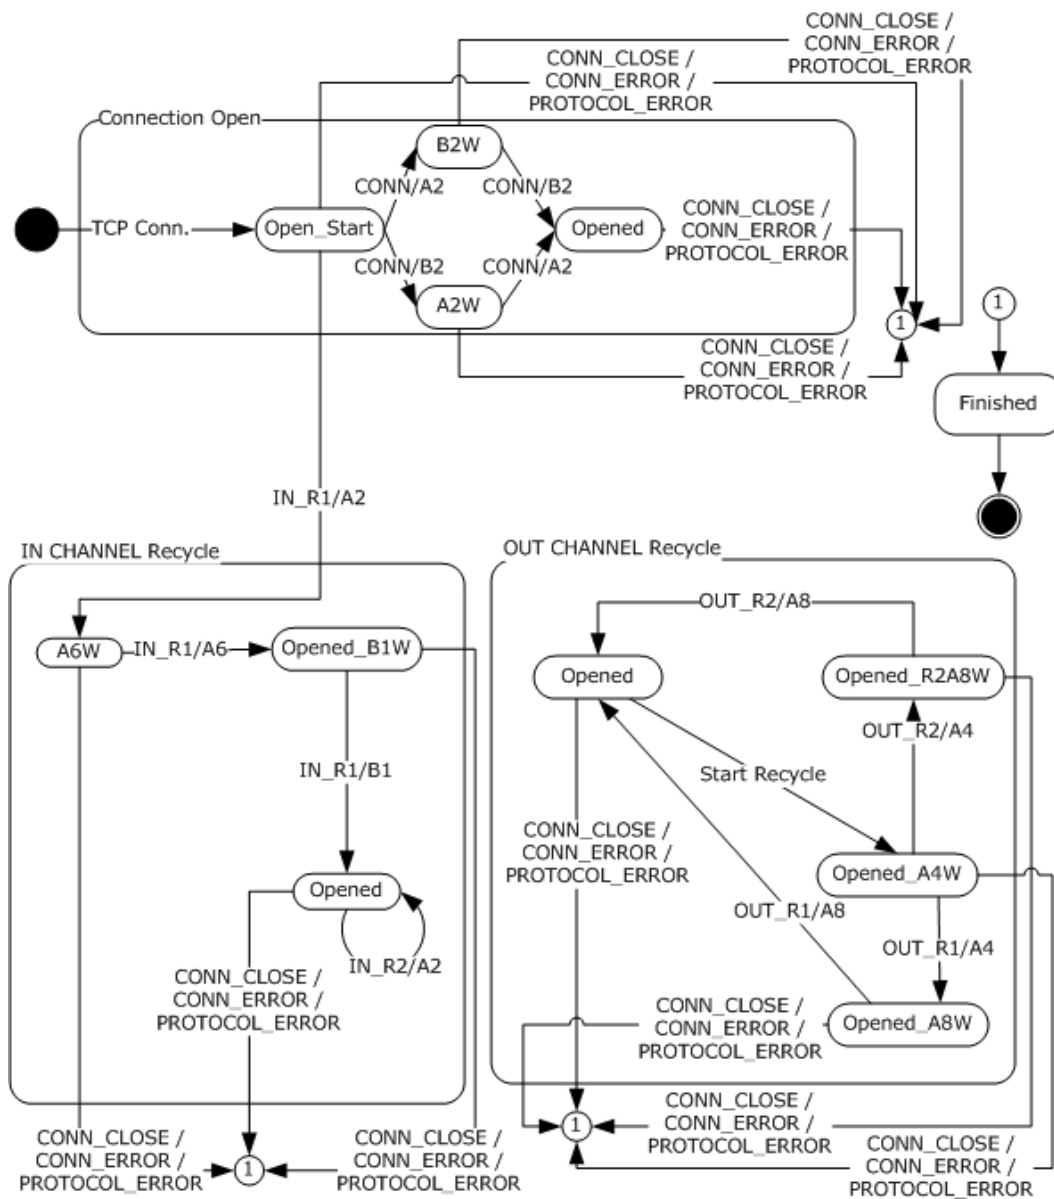 CONN_CLOSE /
CONN_ERROR /
PROTOCOL_ERROR
CONN_CLOSE /
CONN_ERROR /
PROTOCOL_ERROR
Connection Open
B2W
CONN/A2
CONN/B2
TCP Conn.
Open_Start
Opened
CONN_CLOSE /
CONN_ERROR /
PROTOCOL_ERROR
CONN/B2
CONN/A2
A2W
1
1
CONN_CLOSE /
CONN_ERROR /
PROTOCOL_ERROR
Finished
IN_R1/A2
IN CHANNEL Recycle
A6W
IN_R1/A6
Opened_B1W
IN_R1/B1
Opened
IN_R2/A2
CONN_CLOSE /
CONN_ERROR /
PROTOCOL_ERROR
CONN_CLOSE /
CONN_ERROR /
PROTOCOL_ERROR
1
CONN_CLOSE /
CONN_ERROR /
PROTOCOL_ERROR
OUT CHANNEL Recycle
OUT_R2/A8
Opened
Opened_R2A8W
OUT_R2/A4
Start Recycle
CONN_CLOSE /
CONN_ERROR /
PROTOCOL_ERROR
Opened_A4W
OUT_R1/A8
OUT_R1/A4
CONN_CLOSE /
CONN_ERROR /
PROTOCOL_ERROR
Opened_A8W
1
CONN_CLOSE /
CONN_ERROR /
PROTOCOL_ERROR
CONN_CLOSE /
CONN_ERROR /
PROTOCOL_ERROR